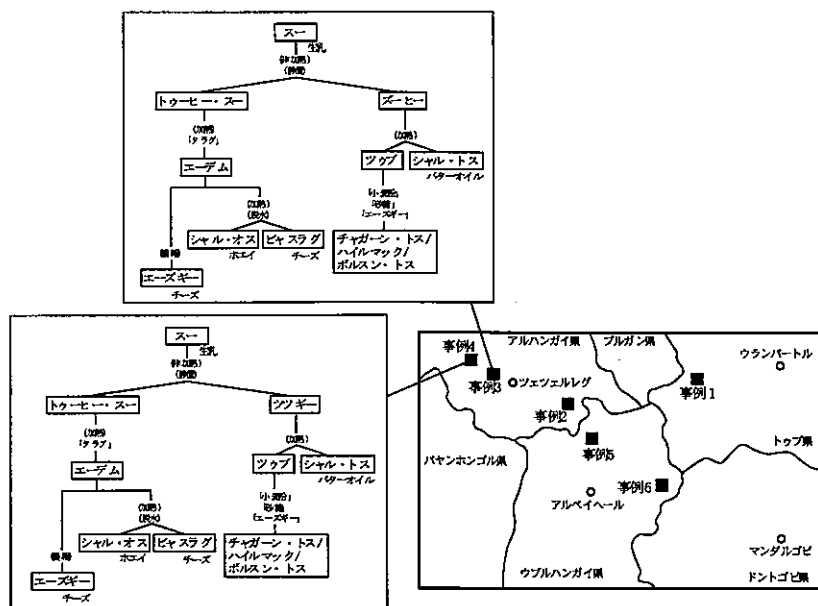 スー
生乳
(非加熱)
(静置)
トゥーヒー・スー
ズーヒー
(加熱)
「タラグ」
(加熱)
エーデム
ツゥブ
シャル・トス
バターオイル
(加熱)
(脱水)
「小麦粉」
「砂糖」
「エーズギー」
シャル・オス
ホエイ
ビャスラグ
チーズ
チャガーン・トス/
ハイルマック/
ボルスン・トス
エーズギー
チーズ
スー
生乳
(非加熱)
(静置)
トゥーヒー・スー
ツツギー
(加熱)
「タラグ」
(加熱)
エーデム
ツゥブ
シャル・トス
バターオイル
(加熱)
(脱水)
「小麦粉」
「砂糖」
「エーズギー」
シャル・オス
ホエイ
ビャスラグ
チーズ
チャガーン・トス/
ハイルマック/
ボルスン・トス
エーズギー
チーズ
アルハンガイ県
ブルガン県
ウランバートル
事例4
事例3
ツェツェルレグ
事例1
事例2
トゥブ県
事例5
バヤンホンゴル県
事例6
アルベイヘール
マンダルゴビ
ウブルハンガイ県
ドントゴビ県